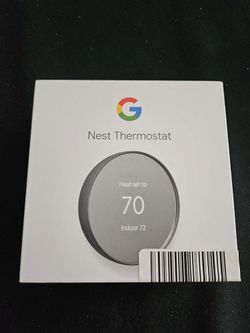 G
Nest Thermostat
Heat set to
70
Indoor 72